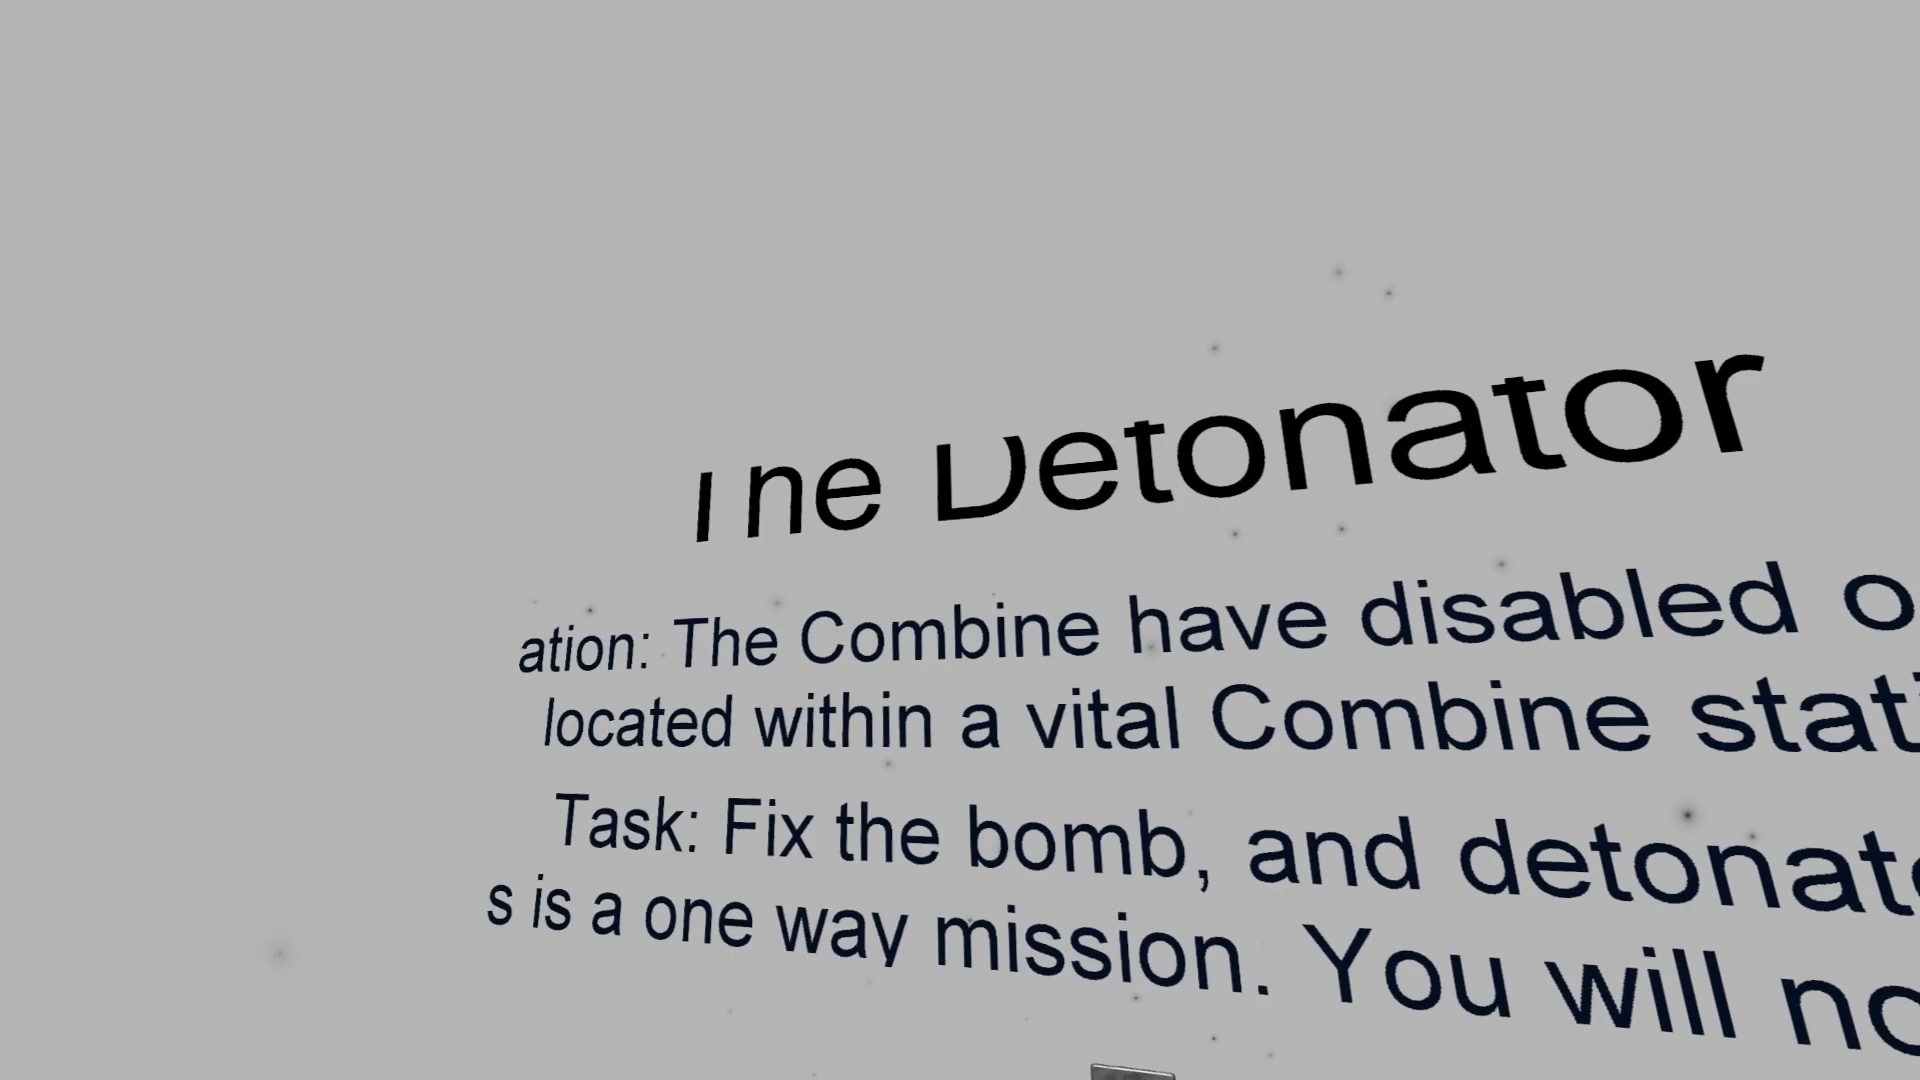 The Detonator
ation: The Combine have disabled o
located within a vital Combine stati
Task: Fix the bomb, and detonate
s is a one way mission. You will no